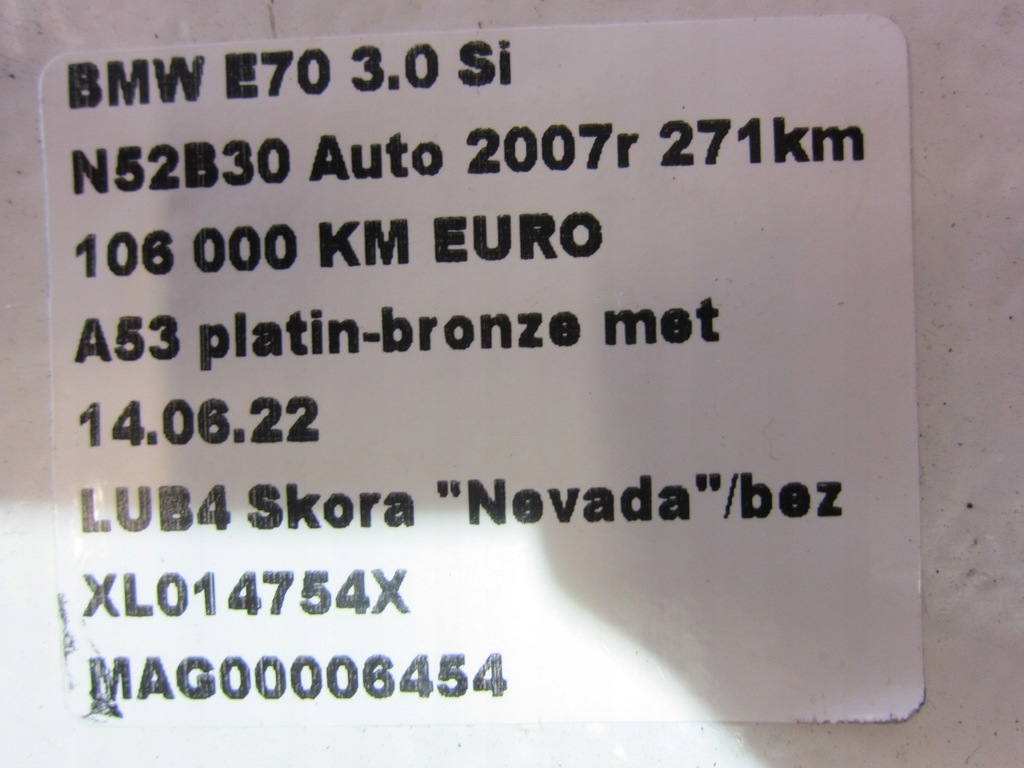 BMW E70 3.0 Si
N52B30 Auto 2007r 271km
106 000 KM EURO
A53 platin-bronze met
14.06.22
LUB4 Skora "Nevada"/bez
XL014754X
MAG00006454